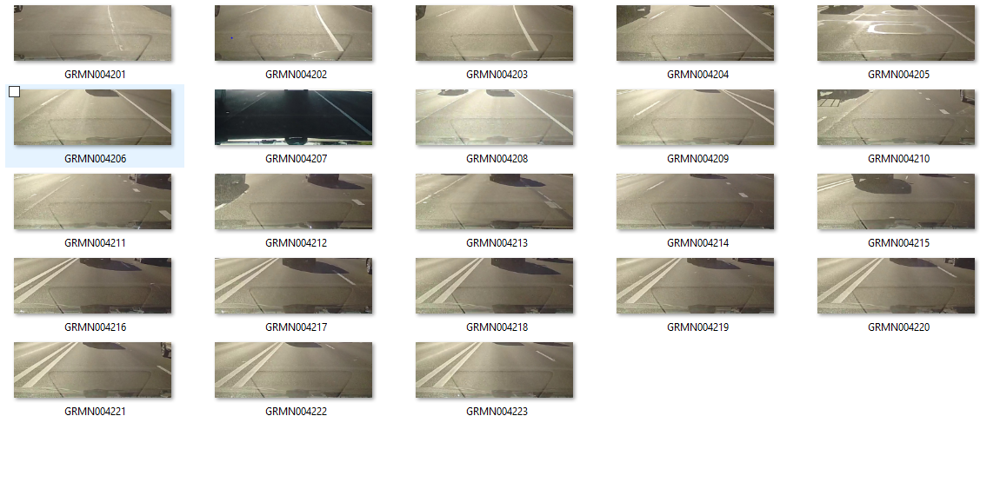 GRMN004201 GRMN004202 GRMN004203 GRMN004204 GRMN004205
GRMN004206 GRMN004207 GRMN004208 GRMN004209 GRMN004210
GRMN004211 GRMN004212 GRMN004213 GRMN004214 GRMN004215
GRMN004216 GRMN004217 GRMN004218 GRMN004219 GRMN004220
GRMN004221 GRMN004222 GRMN004223